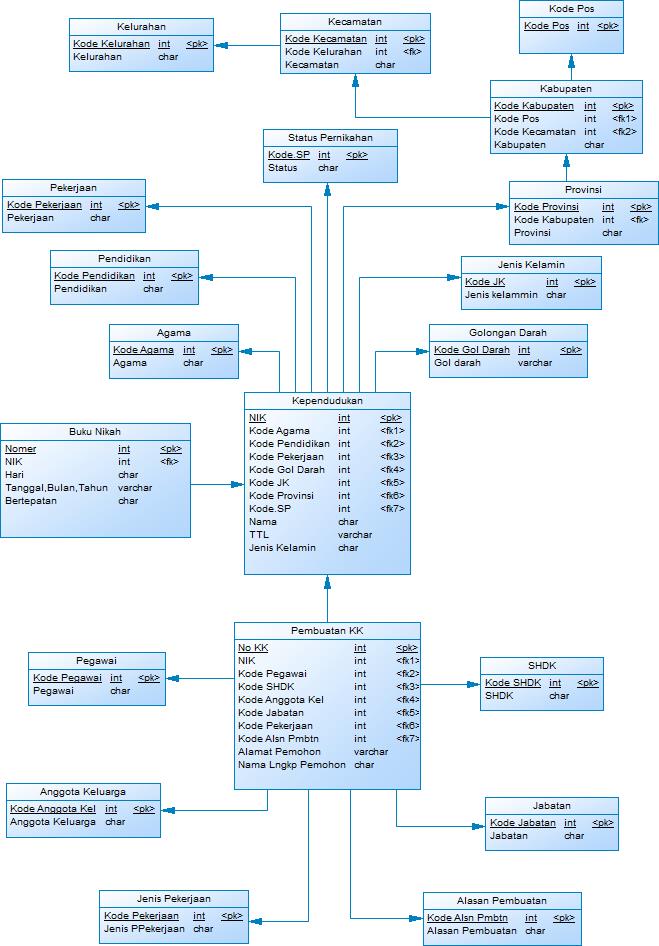 Kode Pos
Kode Pos int <pk>
Kelurahan
Kode Kelurahan int <pk>
Kelurahan char
Kecamatan
Kode Kecamatan int <pk>
Kode Kelurahan int <fk>
Kecamatan char
Kabupaten
Kode Kabupaten int <pk>
Kode Pos int <fk1>
Kode Kecamatan int <fk2>
Kabupaten char
Status Pernikahan
Kode.SP int <pk>
Status char
Pekerjaan
Kode Pekerjaan int <pk>
Pekerjaan char
Provinsi
Kode Provinsi int <pk>
Kode Kabupaten int <fk>
Provinsi char
Pendidikan
Kode Pendidikan int <pk>
Pendidikan char
Jenis Kelamin
Kode JK int <pk>
Jenis kelammin char
Agama
Kode Agama int <pk>
Agama char
Golongan Darah
Kode Gol Darah int <pk>
Gol darah varchar
Kependudukan
NIK int <pk>
Kode Agama int <fk1>
Kode Pendidikan int <fk2>
Kode Pekerjaan int <fk3>
Kode Gol Darah int <fk4>
Kode JK int <fk5>
Kode Provinsi int <fk6>
Kode.SP int <fk7>
Nama char
TTL varchar
Jenis Kelamin char
Buku Nikah
Nomer int <pk>
NIK int <fk>
Hari char
Tanggal,Bulan,Tahun varchar
Bertepatan char
Pembuatan KK
No KK int <pk>
NIK int <fk1>
Kode Pegawai int <fk2>
Kode SHDK int <fk3>
Kode Anggota Kel int <fk4>
Kode Jabatan int <fk5>
Kode Pekerjaan int <fk6>
Kode Alsn Pmbtn int <fk7>
Alamat Pemohon varchar
Nama Lngkp Pemohon char
Pegawai
Kode Pegawai int <pk>
Pegawai char
SHDK
Kode SHDK int <pk>
SHDK char
Anggota Keluarga
Kode Anggota Kel int <pk>
Anggota Keluarga char
Jabatan
Kode Jabatan int <pk>
Jabatan char
Jenis Pekerjaan
Kode Pekerjaan int <pk>
Jenis PPekerjaan char
Alasan Pembuatan
Kode Alsn Pmbtn int <pk>
Alasan Pembuatan char